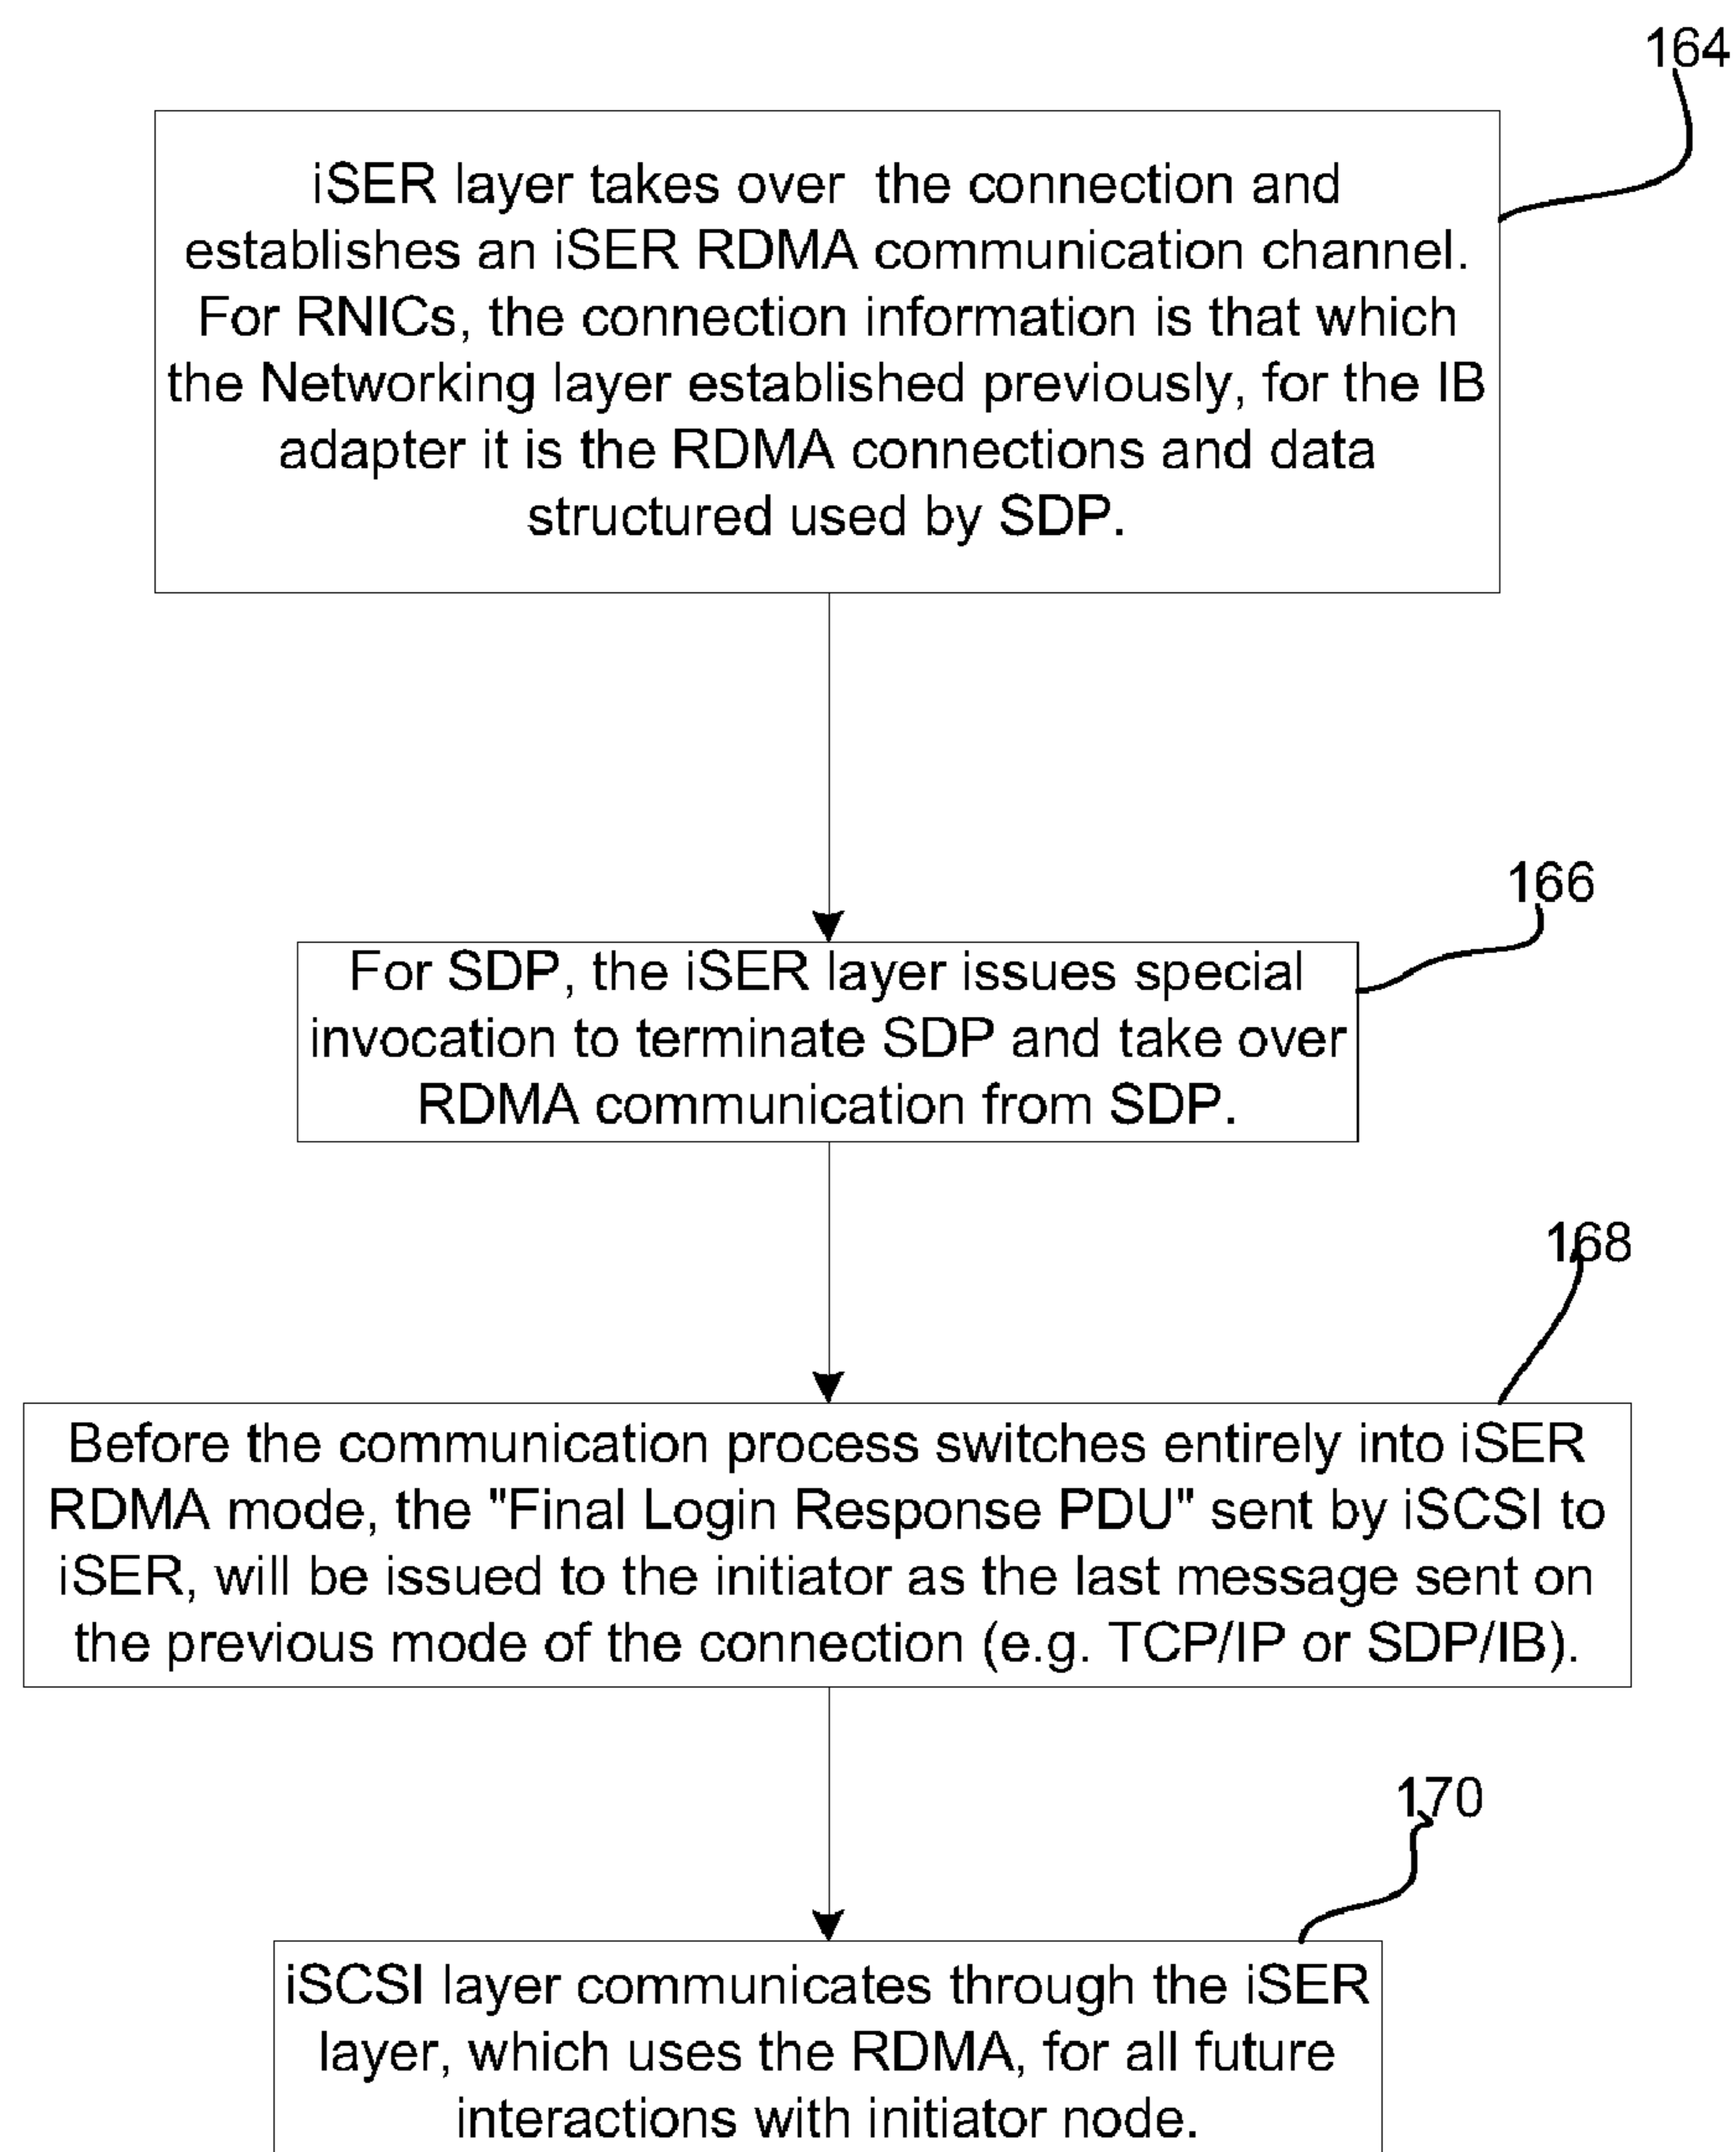 164
iSER layer takes over the connection and
establishes an iSER RDMA communication channel.
For RNICs, the connection information is that which
the Networking layer established previously, for the IB
adapter it is the RDMA connections and data
structured used by SDP.
166
For SDP, the iSER layer issues special
invocation to terminate SDP and take over
RDMA communication from SDP.
168
Before the communication process switches entirely into iSER
RDMA mode, the "Final Login Response PDU" sent by iSCSI to
iSER, will be issued to the initiator as the last message sent on
the previous mode of the connection (e.g. TCP/IP or SDP/IB).
170
iSCSI layer communicates through the iSER
layer, which uses the RDMA, for all future
interactions with initiator node.